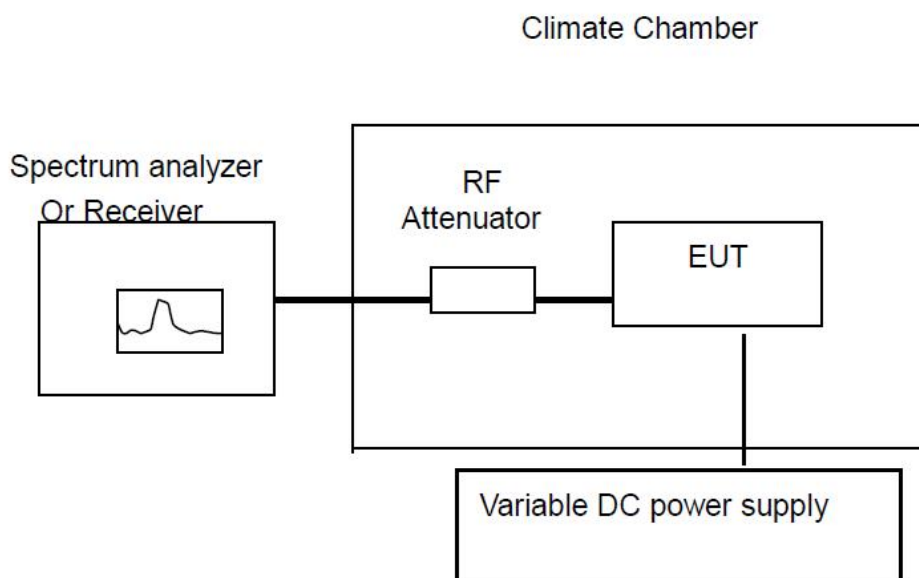 Climate Chamber
Spectrum analyzer
Or Receiver
RF
Attenuator
EUT
Variable DC power supply